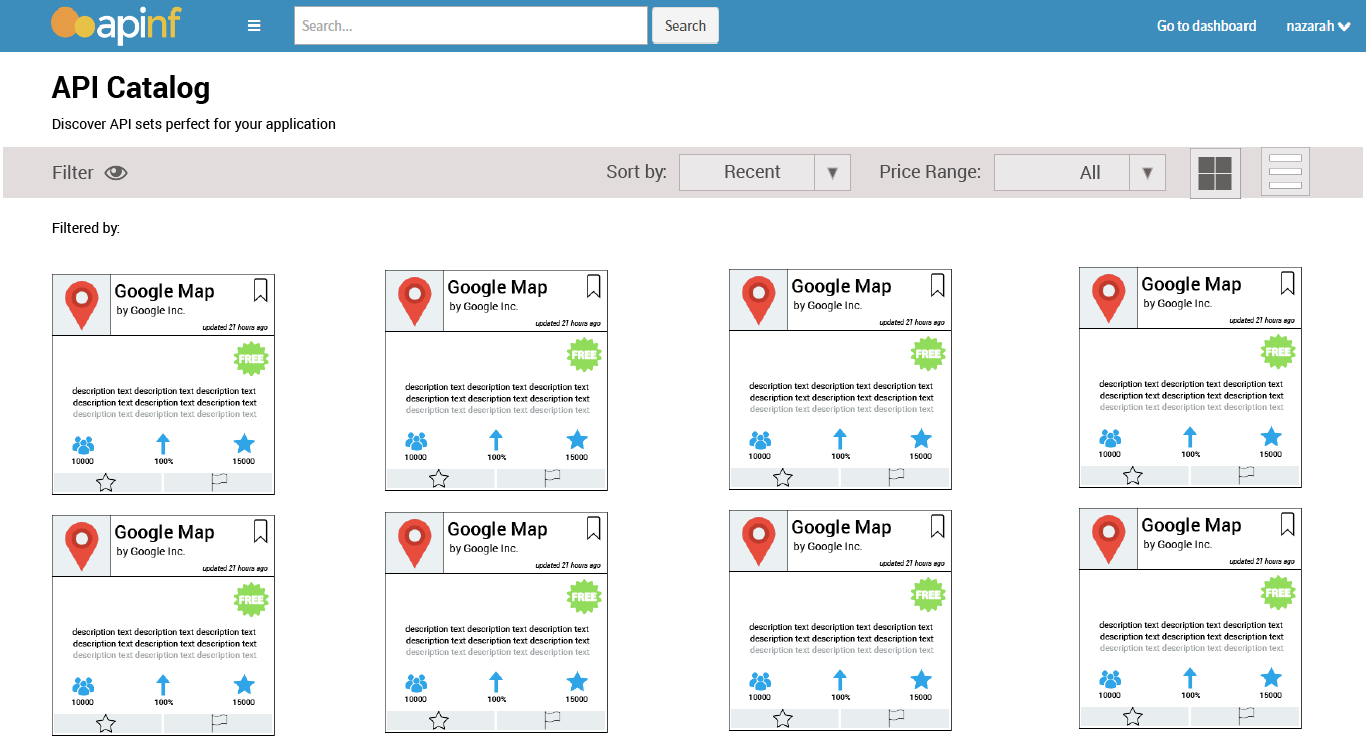 apinf
Search...
Search
Go to dashboard
nazarah
API Catalog
Discover API sets perfect for your application
Filter
Sort by:
Recent
Price Range:
All
Filtered by:
Google Map
by Google Inc.
updated 21 hours ago
FREE
description text description text description text
description text description text description text
description text description text description text
10000
100%
15000
Google Map
by Google Inc.
updated 21 hours ago
FREE
description text description text description text
description text description text description text
description text description text description text
10000
100%
15000
Google Map
by Google Inc.
updated 21 hours ago
FREE
description text description text description text
description text description text description text
description text description text description text
10000
100%
15000
Google Map
by Google Inc.
updated 21 hours ago
FREE
description text description text description text
description text description text description text
description text description text description text
10000
100%
15000
Google Map
by Google Inc.
updated 21 hours ago
FREE
description text description text description text
description text description text description text
description text description text description text
10000
100%
15000
Google Map
by Google Inc.
updated 21 hours ago
FREE
description text description text description text
description text description text description text
description text description text description text
10000
100%
15000
Google Map
by Google Inc.
updated 21 hours ago
FREE
description text description text description text
description text description text description text
description text description text description text
10000
100%
15000
Google Map
by Google Inc.
updated 21 hours ago
FREE
description text description text description text
description text description text description text
description text description text description text
10000
100%
15000